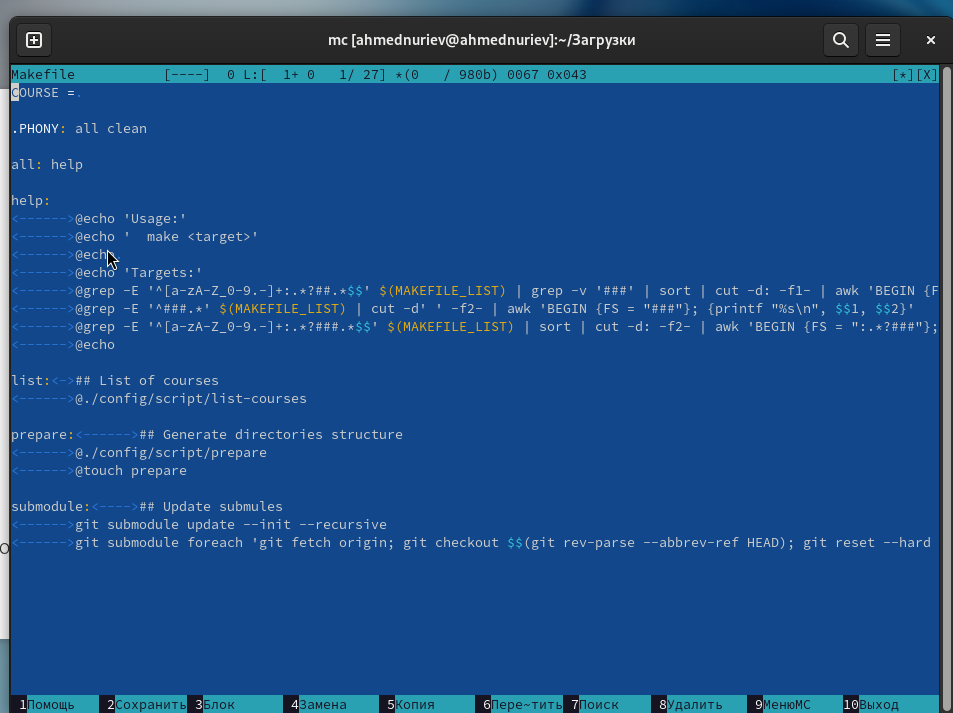 mc [ahmednuriev@ahmednuriev]:~/Загрузки
Makefile [----] 0 L:[ 1+ 0 1/ 27] *(0 / 980b) 0067 0x043 [*][X]
COURSE =.
.PHONY: all clean
all: help
help:
<------>@echo 'Usage:'
<------>@echo '  make <target>'
<------>@echo.
<------>@echo 'Targets:'
<------>@grep -E '^[a-zA-Z_0-9.-]+:.*?##.*$$' $(MAKEFILE_LIST) | grep -v '###' | sort | cut -d: -f1- | awk 'BEGIN {F
<------>@grep -E '^###.*' $(MAKEFILE_LIST) | cut -d' ' -f2- | awk 'BEGIN {FS = "###"}; {printf "%s\n", $$1, $$2}'
<------>@grep -E '^[a-zA-Z_0-9.-]+:.*?###.*$$' $(MAKEFILE_LIST) | sort | cut -d: -f2- | awk 'BEGIN {FS = ":.*?###"};
<------>@echo
list:<->## List of courses
<------>@./config/script/list-courses
prepare:<------>## Generate directories structure
<------>@./config/script/prepare
<------>@touch prepare
submodule:<---->## Update submules
<------>git submodule update --init --recursive
<------>git submodule foreach 'git fetch origin; git checkout $$(git rev-parse --abbrev-ref HEAD); git reset --hard
1Помощь 2Сохранить 3Блок 4Замена 5Копия 6Пере~тить 7Поиск 8Удалить 9МенюMC 10Выход